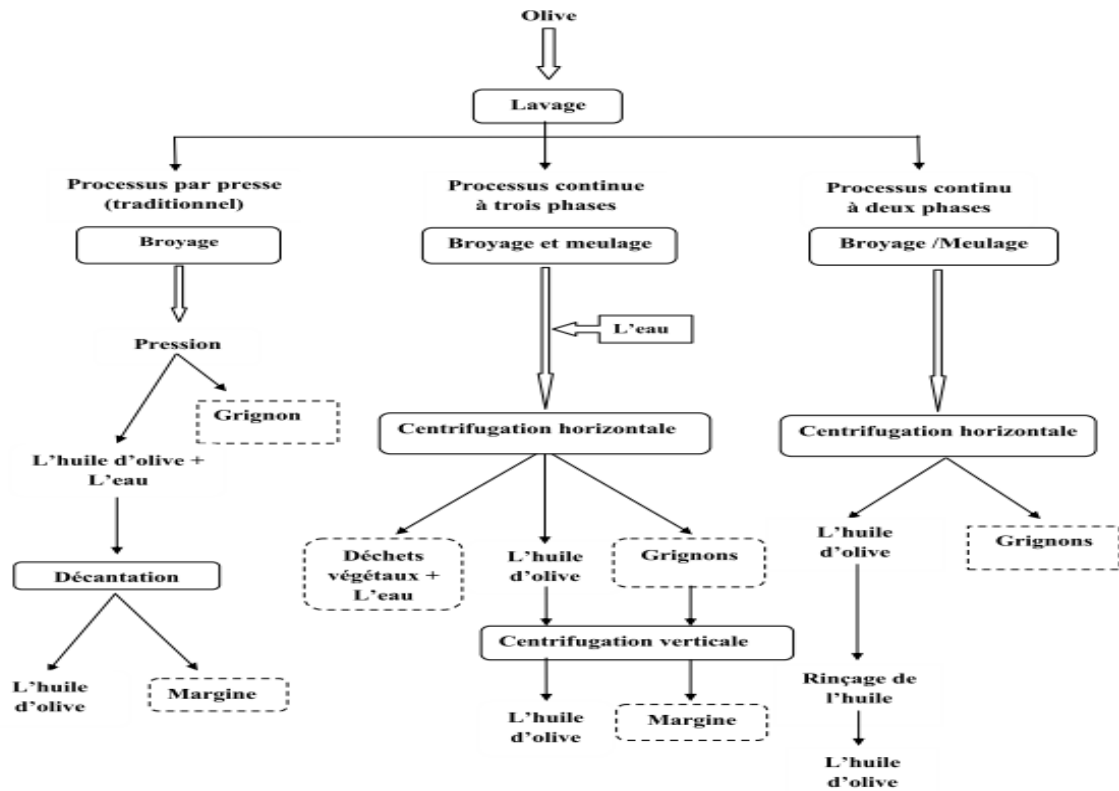 Olive
Lavage
Processus par presse
(traditionnel)
Processus continue
à trois phases
Processus continu
à deux phases
Broyage
Broyage et meulage
Broyage /Meulage
L'eau
Pression
Grignon
Centrifugation horizontale
Centrifugation horizontale
L'huile d'olive +
L'eau
Déchets
végétaux +
L'eau
L'huile
d'olive
Grignons
L'huile
d'olive
Grignons
Décantation
Centrifugation verticale
L'huile
d'olive
Margine
L'huile
d'olive
Margine
Rinçage de
l'huile
L'huile
d'olive